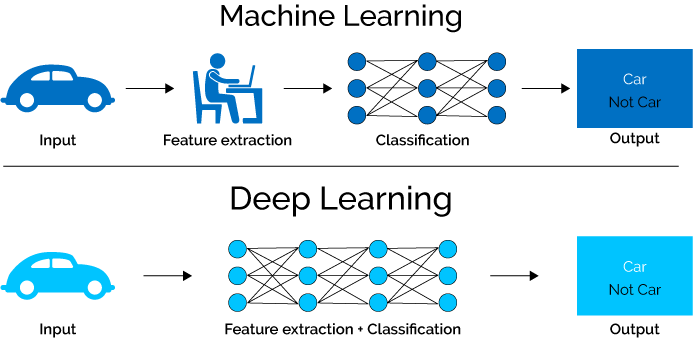 Machine Learning
Car
Not Car
Input
Feature extraction
Classification
Output
Deep Learning
Car
Not Car
Input
Feature extraction + Classification
Output